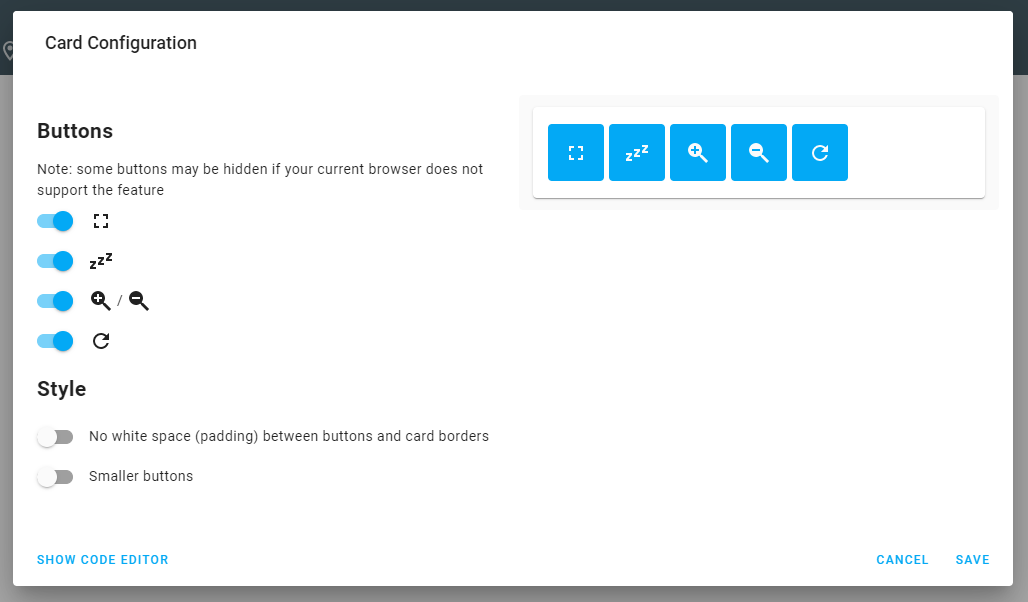 Card Configuration
Buttons
Note: some buttons may be hidden if your current browser does not
support the feature
zzz
zzz
/
Style
No white space (padding) between buttons and card borders
Smaller buttons
SHOW CODE EDITOR
CANCEL
SAVE